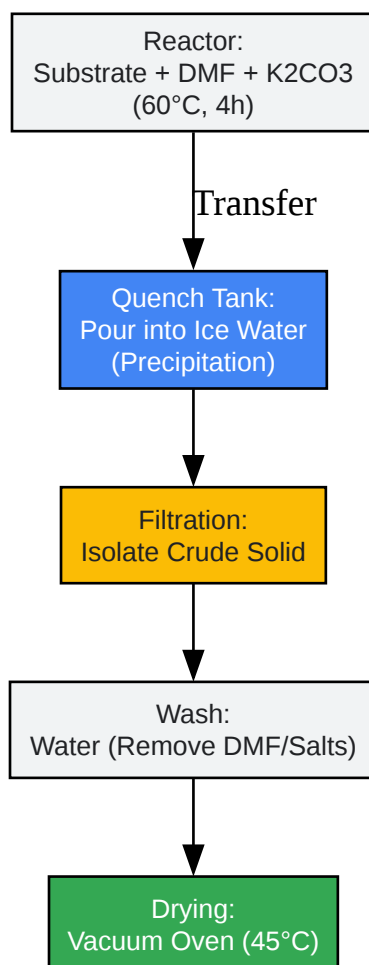 Reactor:
Substrate + DMF + K2CO3
(60°C, 4h)
Transfer
Quench Tank:
Pour into Ice Water
(Precipitation)
Filtration:
Isolate Crude Solid
Wash:
Water (Remove DMF/Salts)
Drying:
Vacuum Oven (45°C)